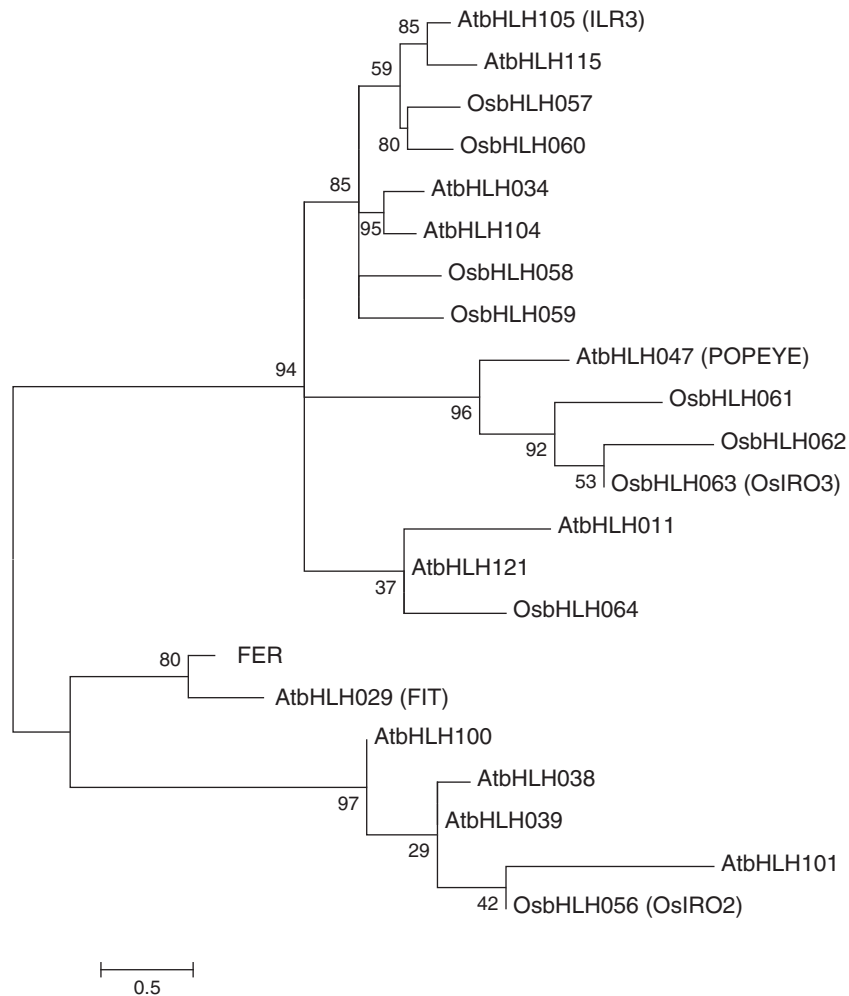 85
AtbHLH105 (ILR3)
AtbHLH115
59
OsbHLH057
80
OsbHLH060
85
AtbHLH034
95
AtbHLH104
OsbHLH058
OsbHLH059
94
AtbHLH047 (POPEYE)
96
OsbHLH061
92
OsbHLH062
53
OsbHLH063 (OsIRO3)
AtbHLH011
AtbHLH121
37
OsbHLH064
80
FER
AtbHLH029 (FIT)
AtbHLH100
97
AtbHLH038
AtbHLH039
29
AtbHLH101
42
OsbHLH056 (OsIRO2)
0.5